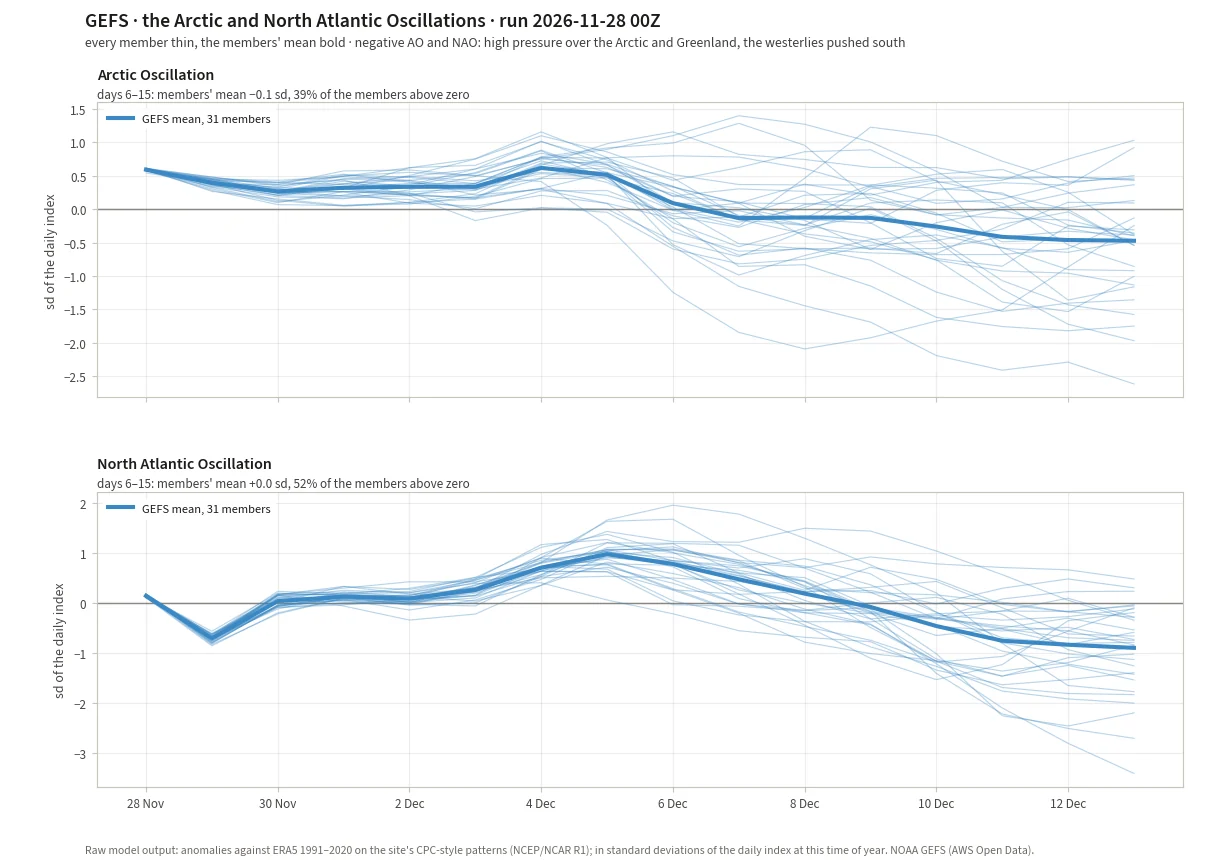 GEFS · the Arctic and North Atlantic Oscillations · run 2026-11-28 00Z
every member thin, the members' mean bold · negative AO and NAO: high pressure over the Arctic and Greenland, the westerlies pushed south
Arctic Oscillation
days 6–15: members' mean −0.1 sd, 39% of the members above zero
GEFS mean, 31 members
sd of the daily index
1.5
1.0
0.5
0.0
−0.5
−1.0
−1.5
−2.0
−2.5
North Atlantic Oscillation
days 6–15: members' mean +0.0 sd, 52% of the members above zero
GEFS mean, 31 members
sd of the daily index
2
1
0
−1
−2
−3
28 Nov 30 Nov 2 Dec 4 Dec 6 Dec 8 Dec 10 Dec 12 Dec
Raw model output: anomalies against ERA5 1991–2020 on the site's CPC-style patterns (NCEP/NCAR R1); in standard deviations of the daily index at this time of year. NOAA GEFS (AWS Open Data).